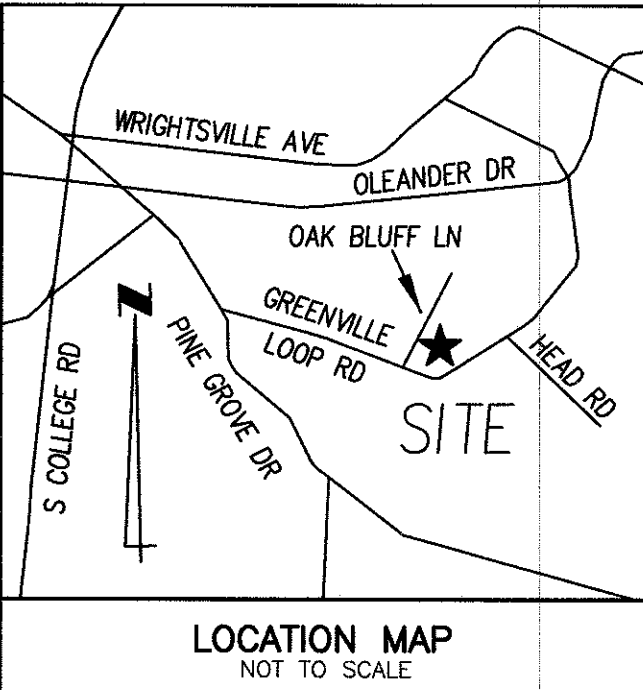 WRIGHTSVILLE AVE
OLEANDER DR
OAK BLUFF LN
GREENVILLE
LOOP RD
PINE GROVE DR
HEAD RD
S COLLEGE RD
SITE
LOCATION MAP
NOT TO SCALE